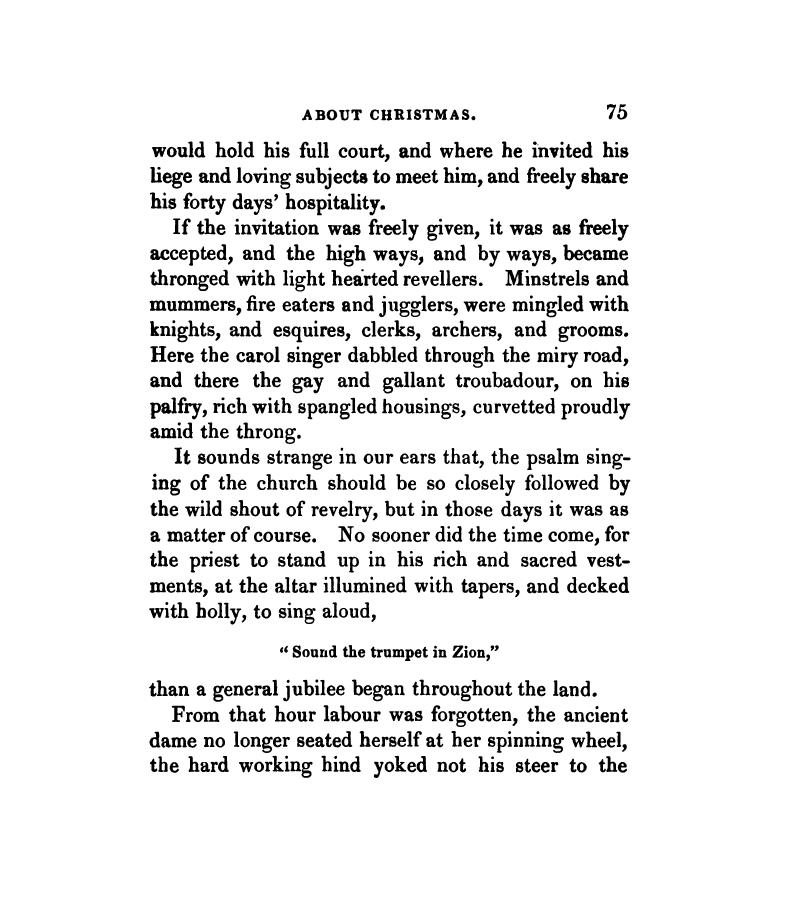 ABOUT CHRISTMAS. 75
would hold his full court, and where he invited his
liege and loving subjects to meet him, and freely share
his forty days' hospitality.
If the invitation was freely given, it was as freely
accepted, and the high ways, and by ways, became
thronged with light hearted revellers. Minstrels and
mummers, fire eaters and jugglers, were mingled with
knights, and esquires, clerks, archers, and grooms.
Here the carol singer dabbled through the miry road,
and there the gay and gallant troubadour, on his
palfry, rich with spangled housings, curvetted proudly
amid the throng.
It sounds strange in our ears that, the psalm sing-
ing of the church should be so closely followed by
the wild shout of revelry, but in those days it was as
a matter of course. No sooner did the time come, for
the priest to stand up in his rich and sacred vest-
ments, at the altar illumined with tapers, and decked
with holly, to sing aloud,
“Sound the trumpet in Zion,”
than a general jubilee began throughout the land.
From that hour labour was forgotten, the ancient
dame no longer seated herself at her spinning wheel,
the hard working hind yoked not his steer to the